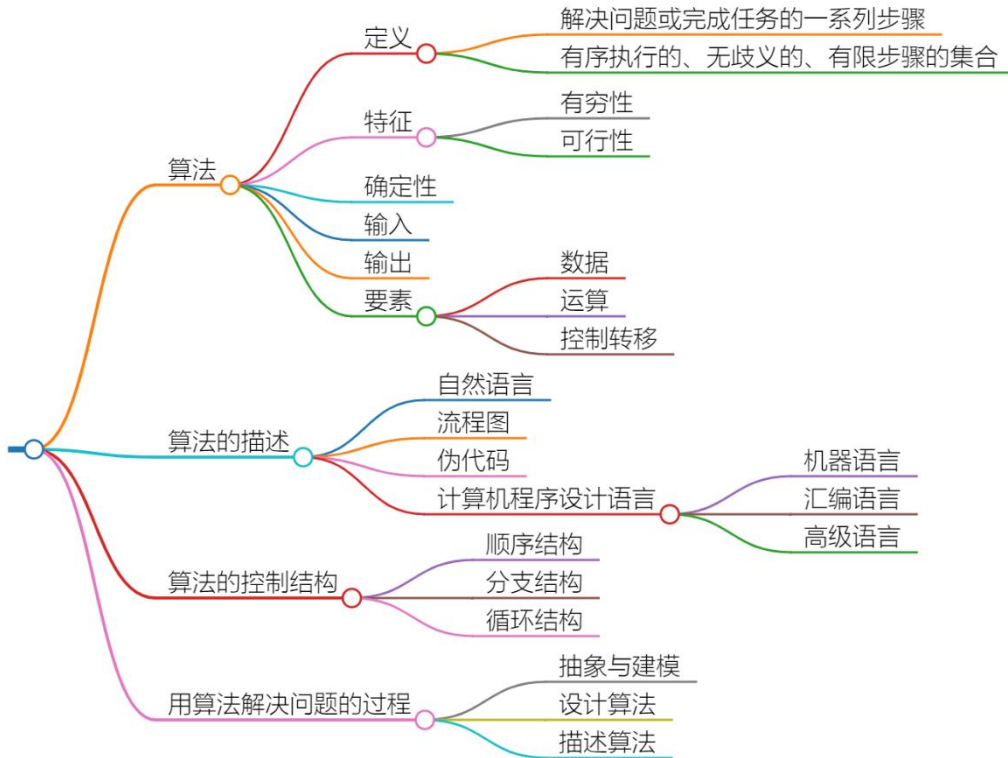 定义
解决问题或完成任务的一系列步骤
有序执行的、无歧义的、有限步骤的集合
特征
有穷性
可行性
算法
确定性
输入
输出
要素
数据
运算
控制转移
算法的描述
自然语言
流程图
伪代码
计算机程序设计语言
机器语言
汇编语言
高级语言
算法的控制结构
顺序结构
分支结构
循环结构
用算法解决问题的过程
抽象与建模
设计算法
描述算法